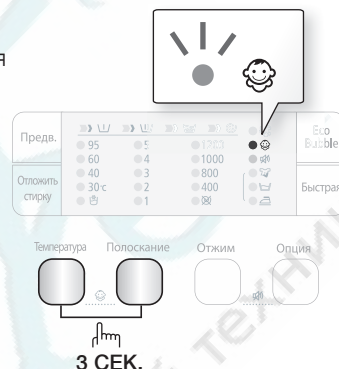 я
Предв.
Отложить
стирку
95
60
40
30°c
5
4
3
2
1
1200
1000
800
400
Eco
Bubble
Быстрая
Температура
Полоскание
Отжим
Опция
3 СЕК.